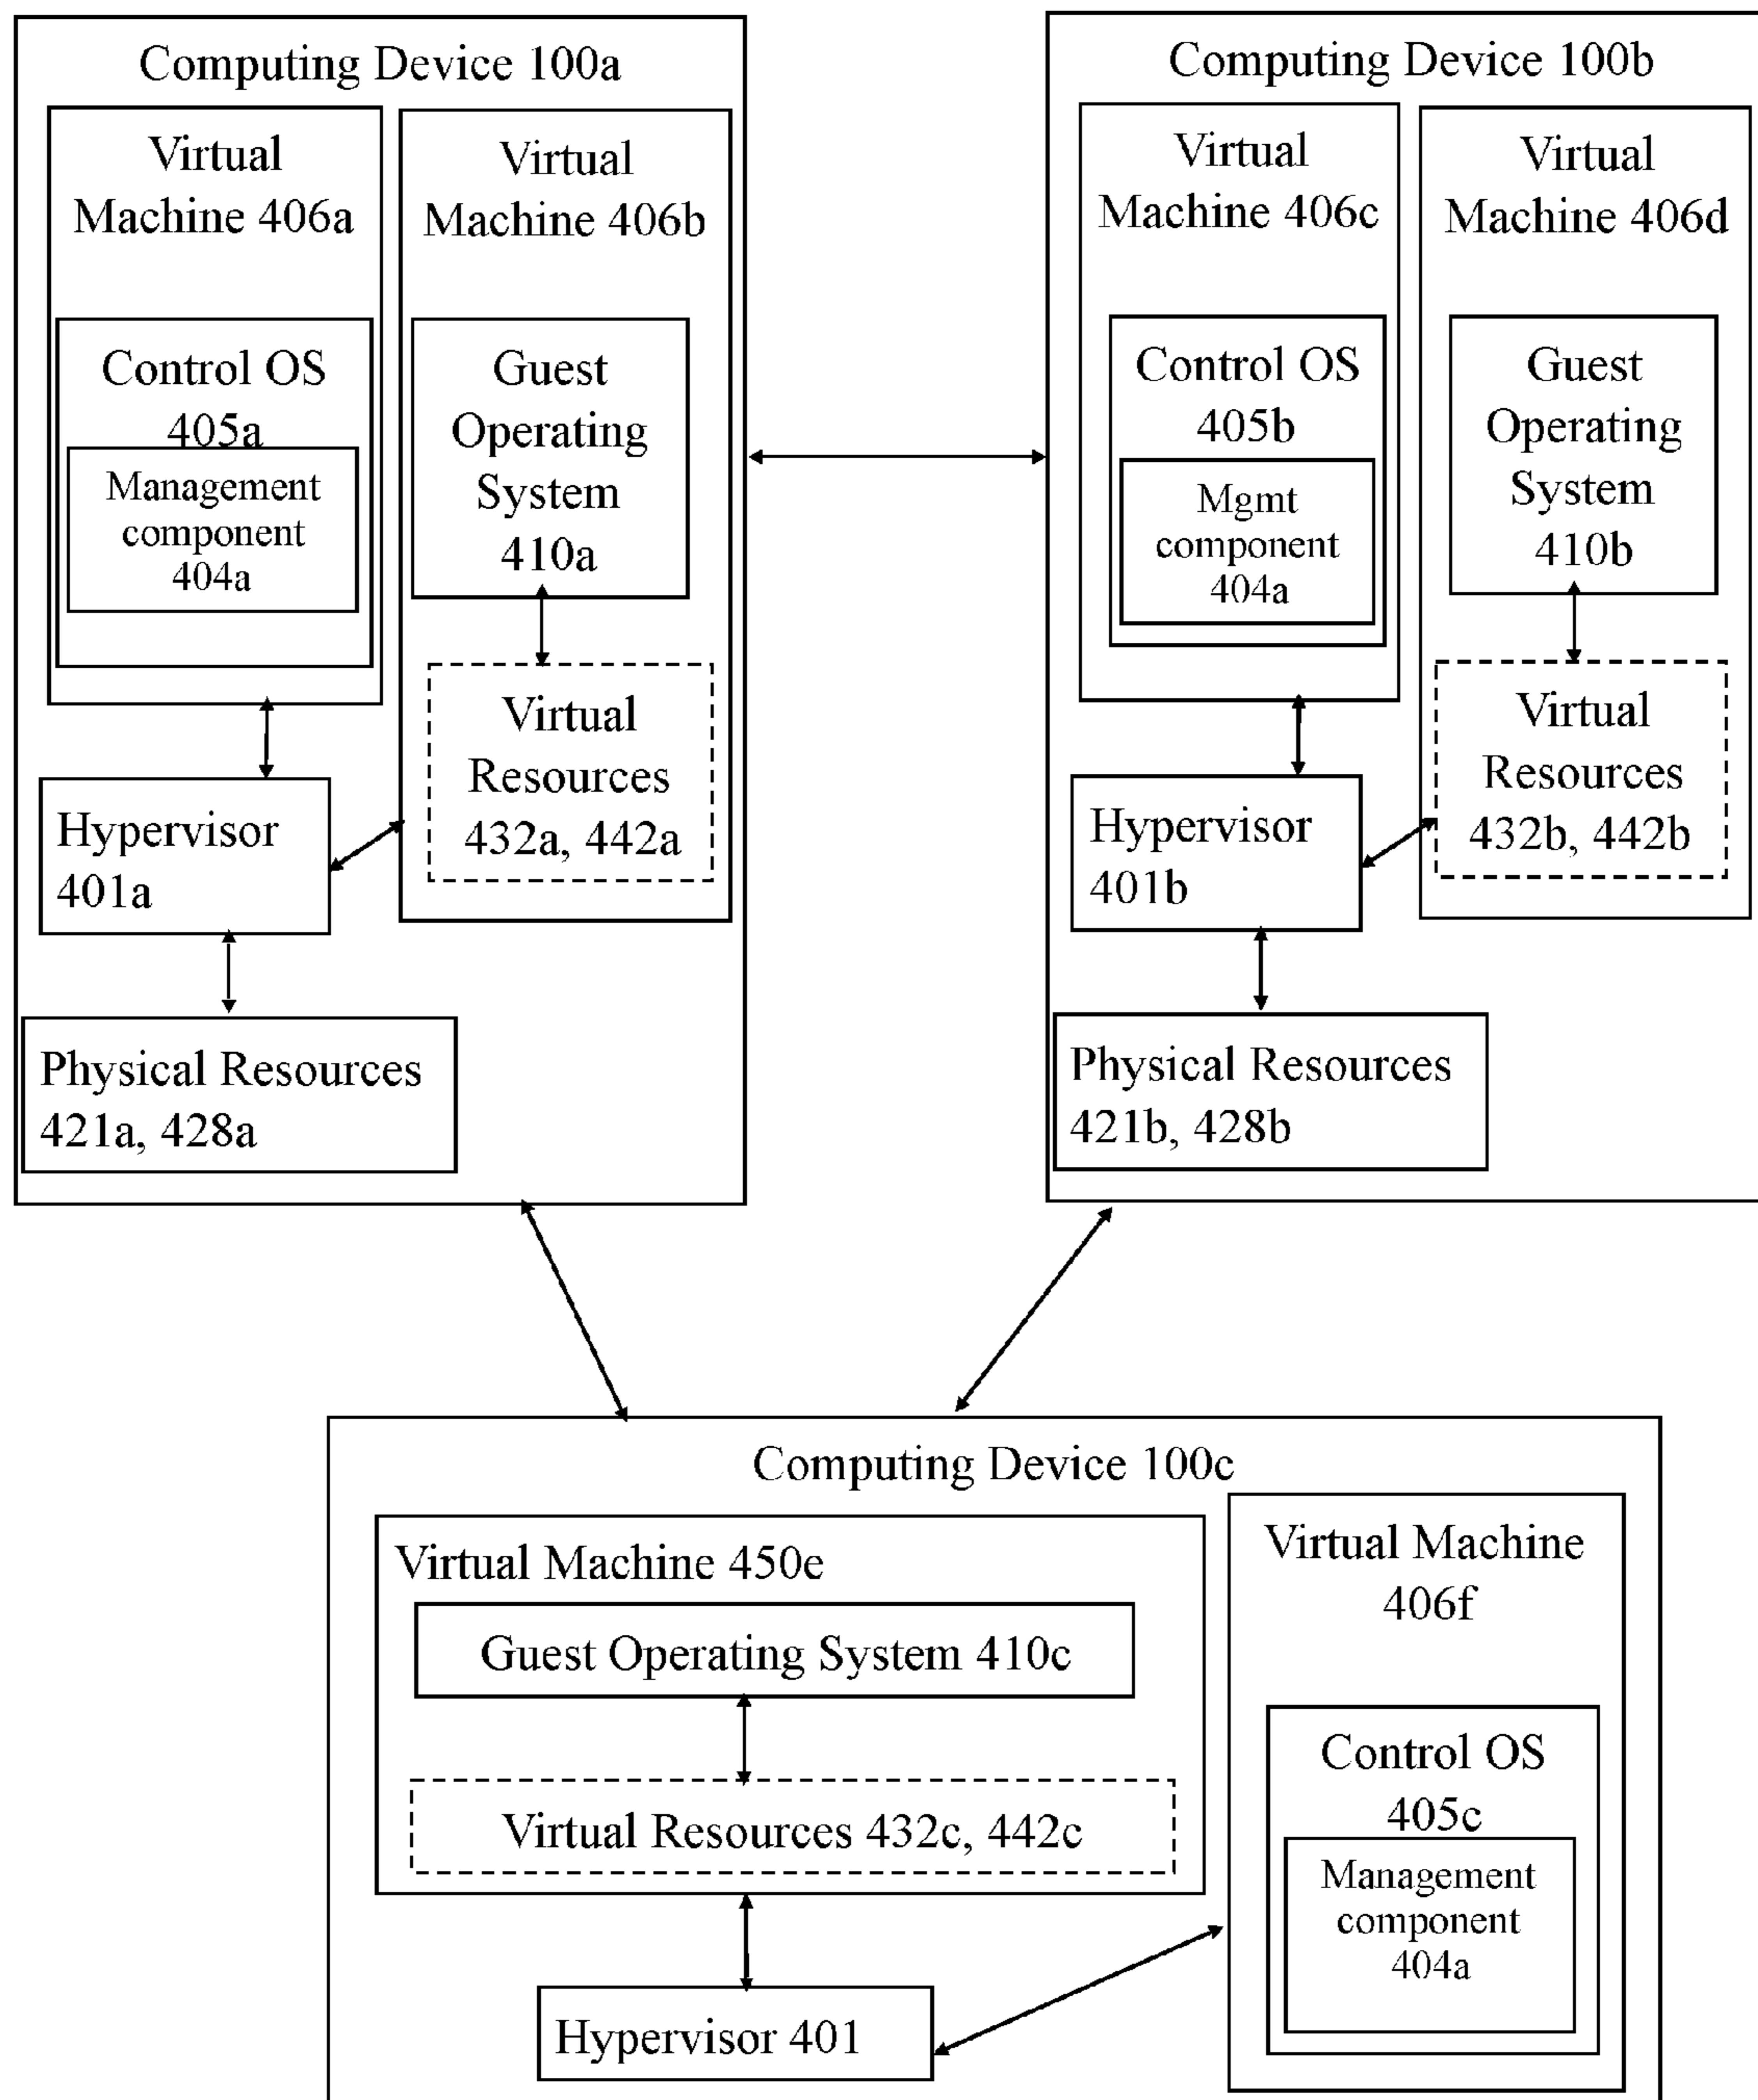 Computing Device 100a
Virtual
Machine 406a
Control OS
405a
Management
component
404a
Virtual
Machine 406b
Guest
Operating
System
410a
Virtual
Resources
432a, 442a
Hypervisor
401a
Physical Resources
421a, 428a
Computing Device 100b
Virtual
Machine 406c
Control OS
405b
Mgmt
component
404a
Virtual
Machine 406d
Guest
Operating
System
410b
Virtual
Resources
432b, 442b
Hypervisor
401b
Physical Resources
421b, 428b
Computing Device 100c
Virtual Machine 450e
Guest Operating System 410c
Virtual Resources 432c, 442c
Hypervisor 401
Virtual Machine
406f
Control OS
405c
Management
component
404a